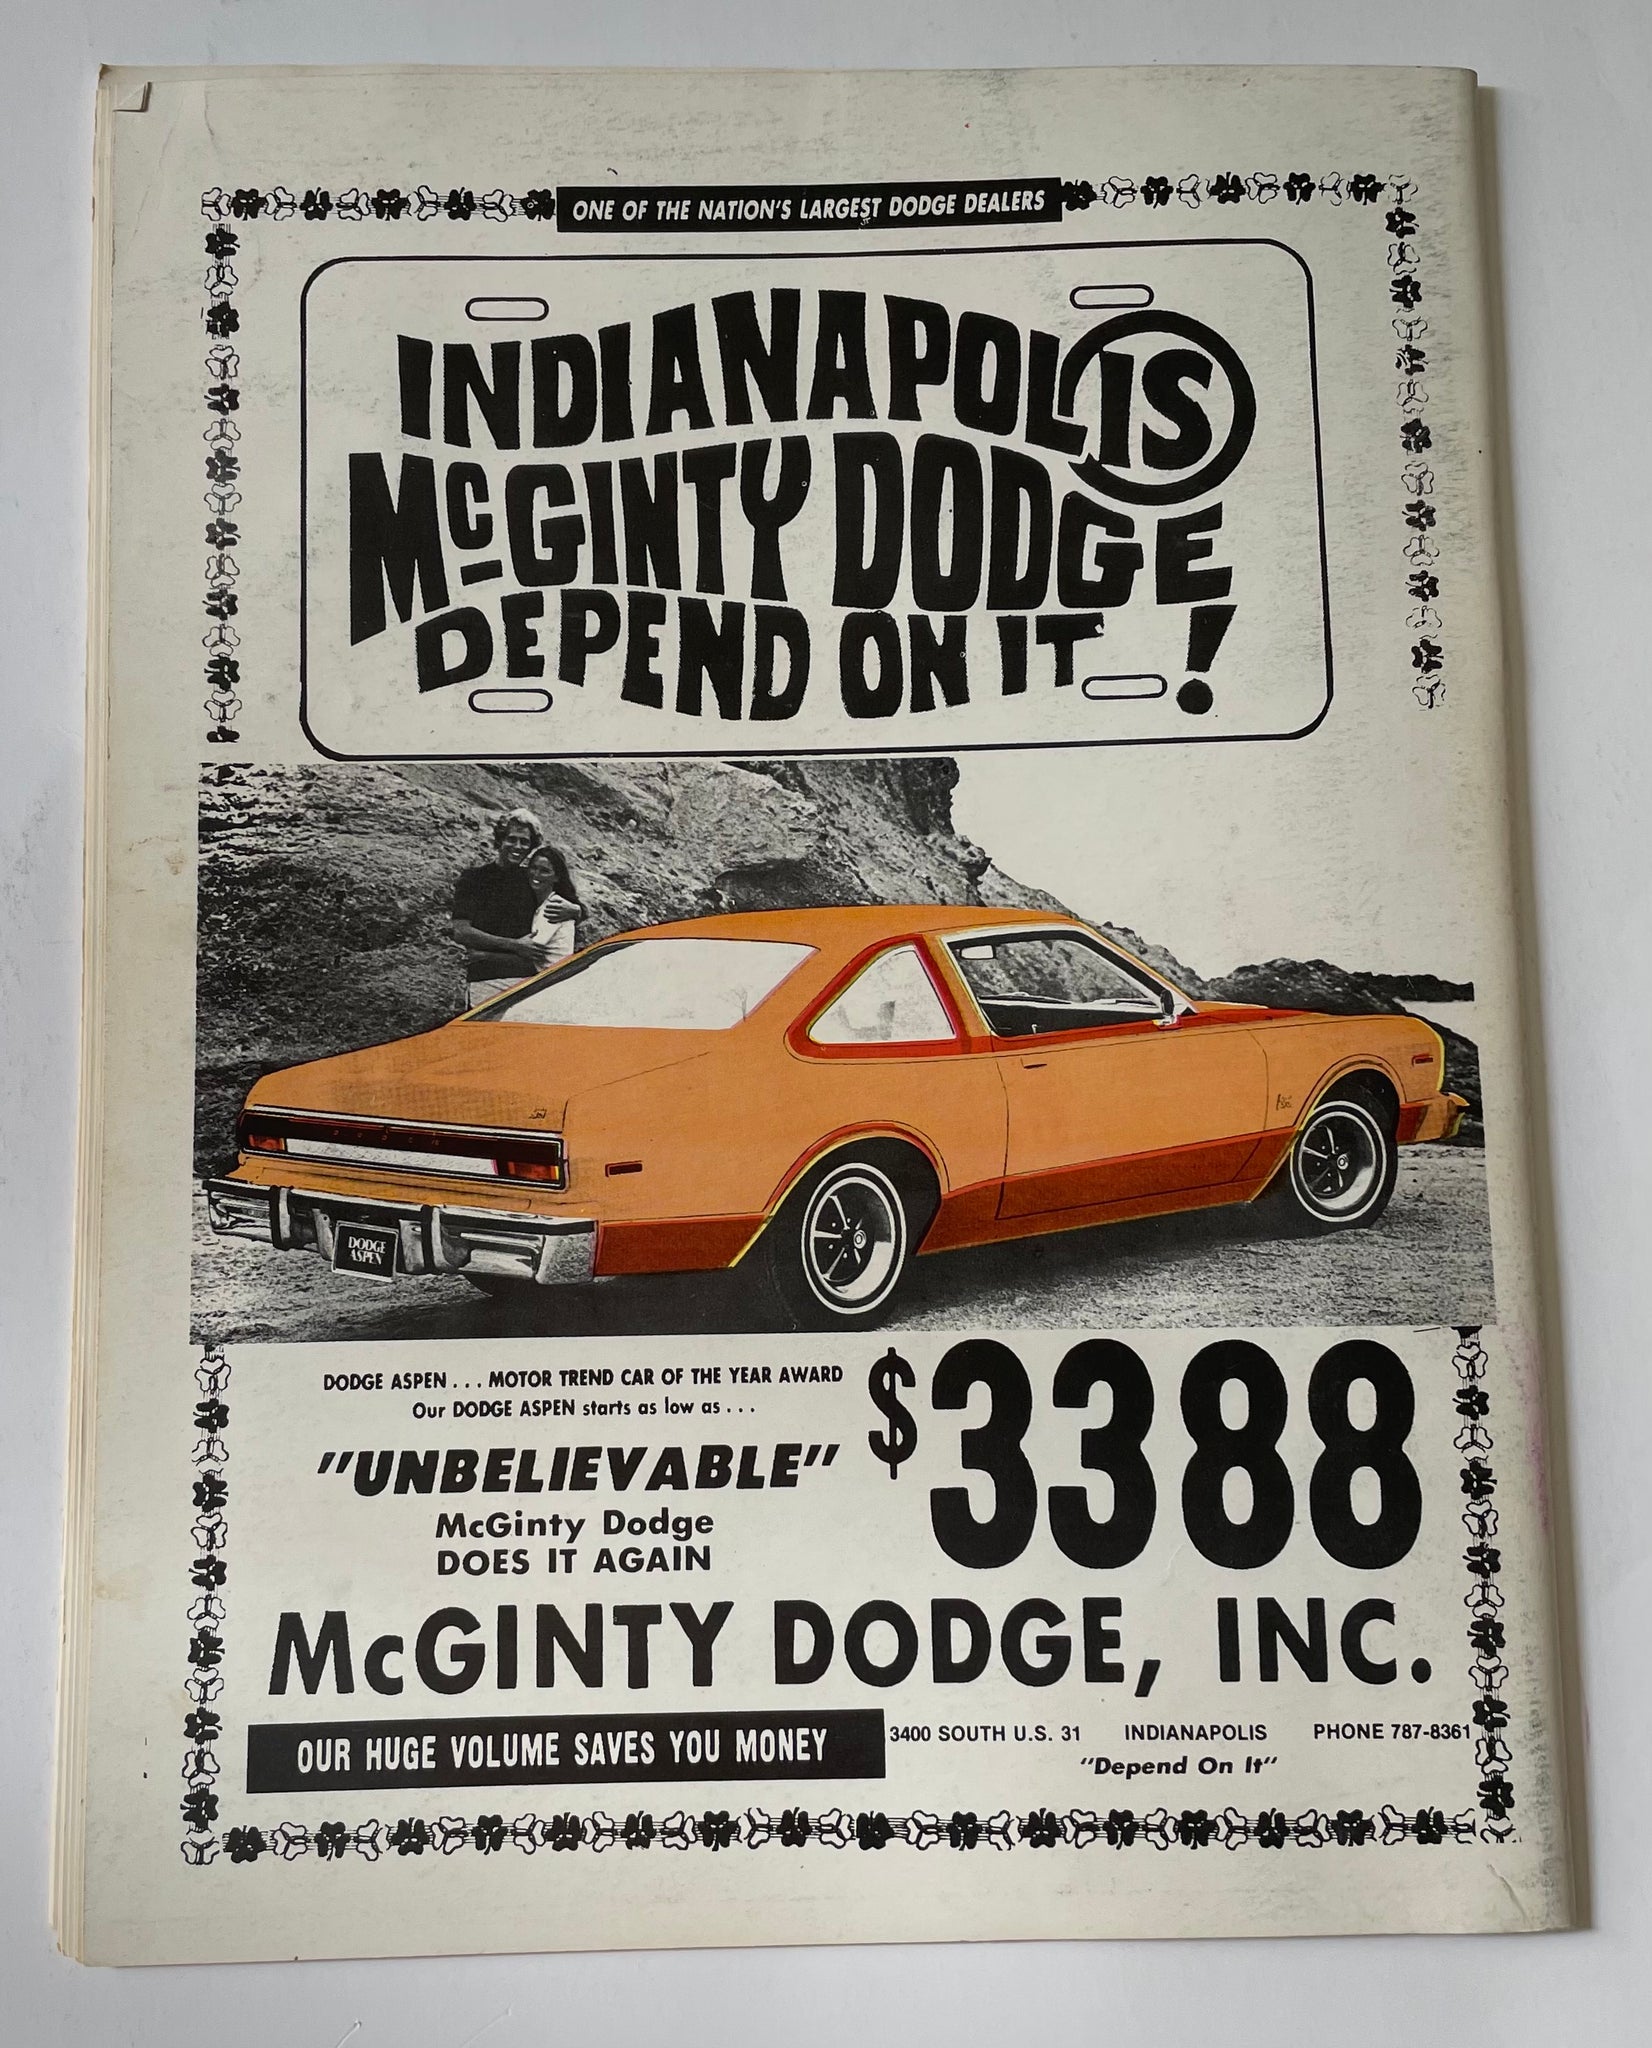 ONE OF THE NATION'S LARGEST DODGE DEALERS
INDIANAPOLIS
McGINTY DODGE
DEPEND ON IT!
DODGE
DODGE
ASPEN
DODGE ASPEN . . . MOTOR TREND CAR OF THE YEAR AWARD
Our DODGE ASPEN starts as low as . . .
"UNBELIEVABLE"
McGinty Dodge
DOES IT AGAIN
$3388
McGINTY DODGE, INC.
OUR HUGE VOLUME SAVES YOU MONEY
3400 SOUTH U.S. 31 INDIANAPOLIS PHONE 787-8361
"Depend On It"